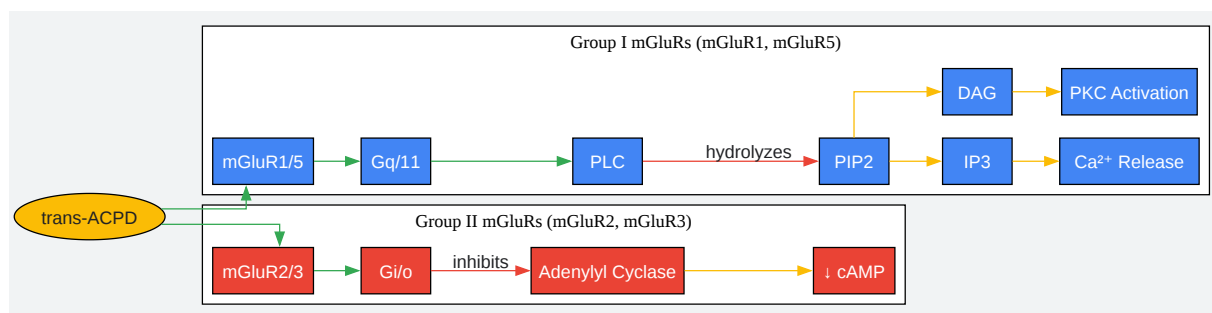 Group I mGluRs (mGluR1, mGluR5)
DAG
PKC Activation
mGluR1/5
Gq/11
PLC
hydrolyzes
PIP2
IP3
Ca²⁺ Release
trans-ACPD
Group II mGluRs (mGluR2, mGluR3)
mGluR2/3
Gi/o
inhibits
Adenylyl Cyclase
↓ cAMP